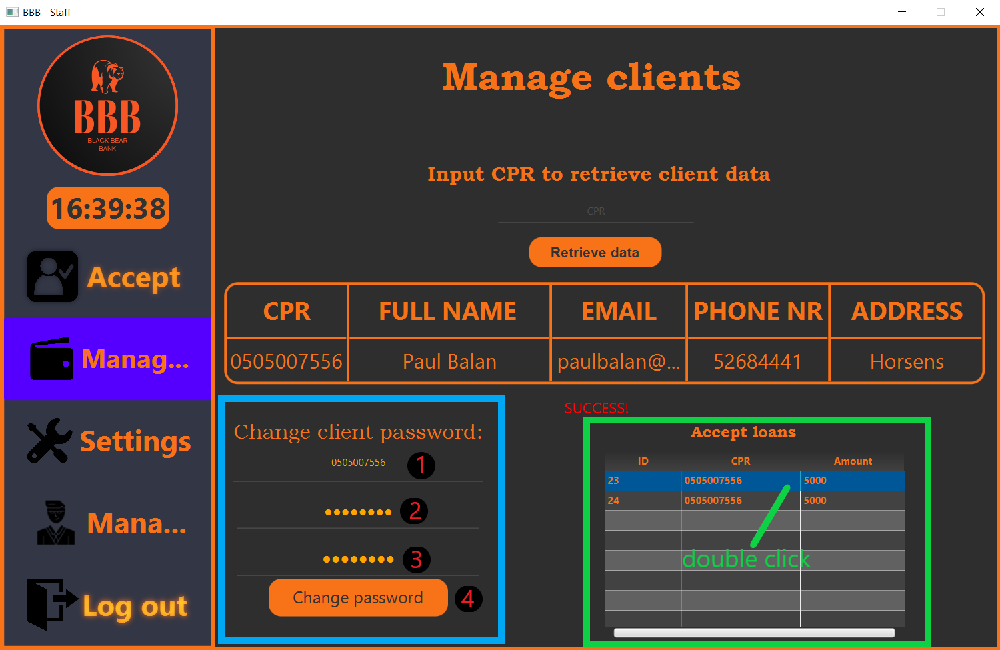 BBB - Staff
BBB
BLACK BEAR
BANK
16:39:38
Accept
Manag...
Settings
Mana...
Log out
Manage clients
Input CPR to retrieve client data
CPR
Retrieve data
CPR FULL NAME EMAIL PHONE NR ADDRESS
0505007556 Paul Balan paulbalan@... 52684441 Horsens
Change client password:
0505007556 1
•••••••• 2
•••••••• 3
Change password 4
SUCCESS!
Accept loans
ID CPR Amount
23 0505007556 5000
24 0505007556 5000
double click